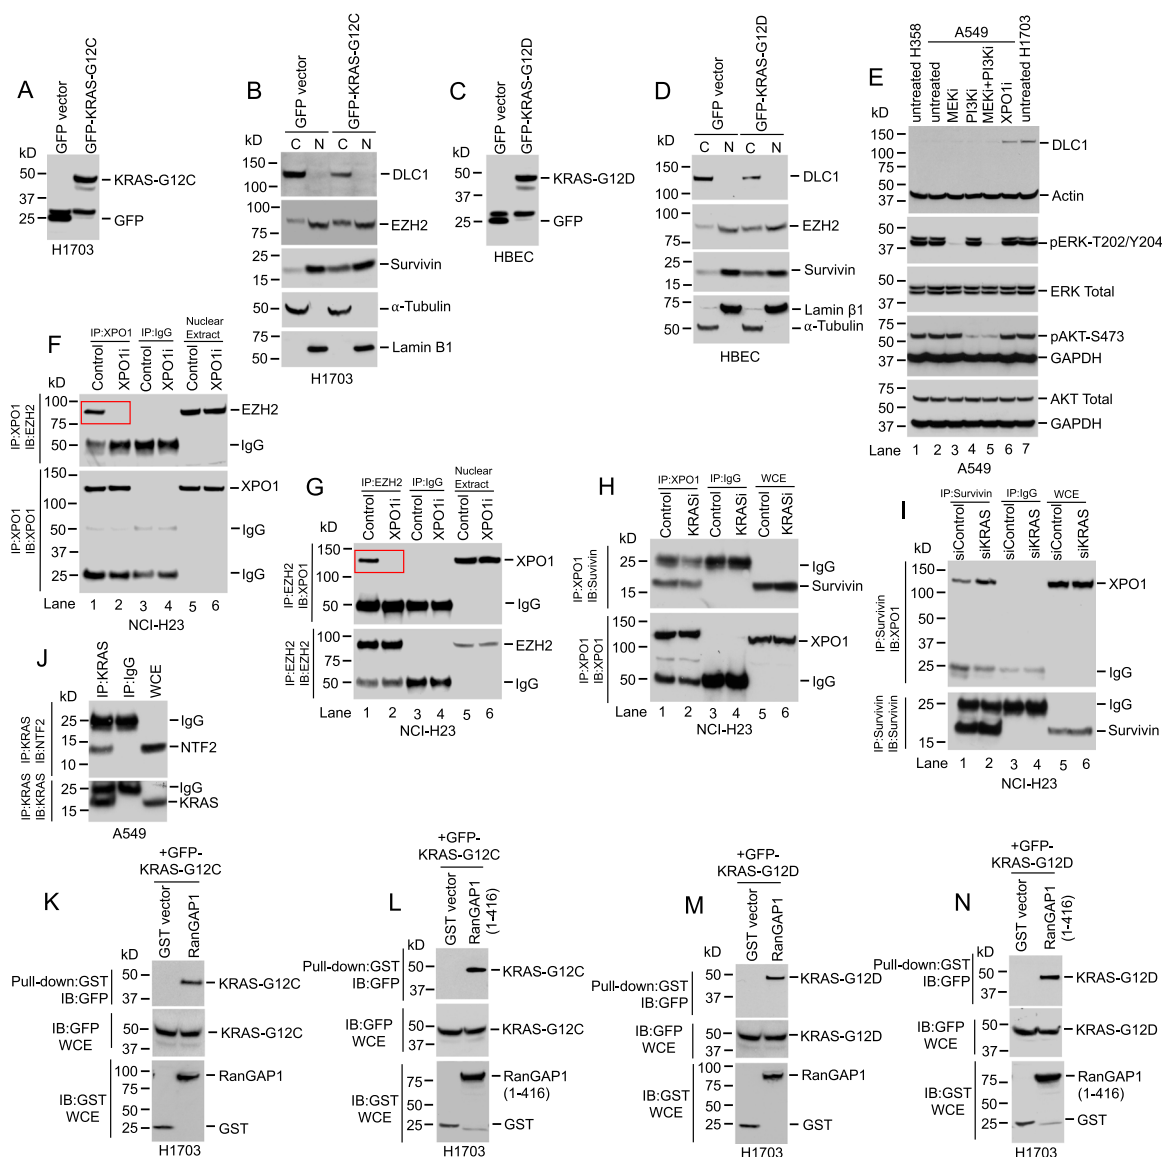 A
GFP vector
GFP-KRAS-G12C
kD
50
37
25
KRAS-G12C
GFP
H1703
B
GFP vector
GFP-KRAS-G12C
kD
C N C N
150
100
DLC1
100
75
EZH2
25
15
Survivin
50
37
α-Tubulin
75
50
Lamin B1
H1703
C
GFP vector
GFP-KRAS-G12D
kD
50
37
25
KRAS-G12D
GFP
HBEC
D
GFP vector
GFP-KRAS-G12D
kD
C N C N
150
100
DLC1
100
75
EZH2
25
15
Survivin
75
50
Lamin β1
α-Tubulin
HBEC
E
A549
untreated H358
untreated
MEKi
PI3Ki
MEKi+PI3Ki
XPO1i
untreated H1703
kD
150
100
75
50
37
DLC1
Actin
50
37
pERK-T202/Y204
50
37
ERK Total
75
50
37
pAKT-S473
GAPDH
75
50
37
AKT Total
GAPDH
Lane 1 2 3 4 5 6 7
A549
F
IP:XPO1 IP:IgG Nuclear Extract
Control
XPO1i
Control
XPO1i
Control
XPO1i
kD
IP:XPO1
IB:EZH2
100
75
50
EZH2
IgG
IP:XPO1
IB:XPO1
150
100
75
50
37
25
XPO1
IgG
IgG
Lane 1 2 3 4 5 6
NCI-H23
G
IP:EZH2 IP:IgG Nuclear Extract
Control
XPO1i
Control
XPO1i
Control
XPO1i
kD
IP:EZH2
IB:XPO1
150
100
75
50
XPO1
IgG
IP:EZH2
IB:EZH2
100
75
50
EZH2
IgG
Lane 1 2 3 4 5 6
NCI-H23
H
IP:XPO1 IP:IgG WCE
Control
KRASi
Control
KRASi
Control
KRASi
kD
IP:XPO1
IB:Suvivin
25
15
IgG
Survivin
IP:XPO1
IB:XPO1
150
100
75
50
XPO1
IgG
Lane 1 2 3 4 5 6
NCI-H23
I
IP:Survivin IP:IgG WCE
siControl
siKRAS
siControl
siKRAS
siControl
siKRAS
kD
IP:Survivin
IB:XPO1
150
100
75
50
37
25
XPO1
IgG
IP:Survivin
IB:Survivin
25
15
IgG
Survivin
Lane 1 2 3 4 5 6
NCI-H23
J
IP:KRAS
IP:IgG
WCE
kD
IP:KRAS
IB:NTF2
25
15
10
IgG
NTF2
IP:KRAS
IB:KRAS
25
15
IgG
KRAS
A549
K
+GFP-
KRAS-G12C
GST vector
RanGAP1
kD
Pull-down:GST
IB:GFP
50
37
KRAS-G12C
IB:GFP
WCE
50
37
KRAS-G12C
IB:GST
WCE
100
75
50
37
25
RanGAP1
GST
H1703
L
+GFP-
KRAS-G12C
GST vector
RanGAP1
(1-416)
kD
Pull-down:GST
IB:GFP
50
37
KRAS-G12C
IB:GFP
WCE
50
37
KRAS-G12C
IB:GST
WCE
75
50
37
25
RanGAP1
(1-416)
GST
H1703
M
+GFP-
KRAS-G12D
GST vector
RanGAP1
kD
Pull-down:GST
IB:GFP
50
37
KRAS-G12D
IB:GFP
WCE
50
37
KRAS-G12D
IB:GST
WCE
100
75
50
37
25
RanGAP1
GST
H1703
N
+GFP-
KRAS-G12D
GST vector
RanGAP1
(1-416)
kD
Pull-down:GST
IB:GFP
50
37
KRAS-G12D
IB:GFP
WCE
50
37
KRAS-G12D
IB:GST
WCE
75
50
37
25
RanGAP1
(1-416)
GST
H1703